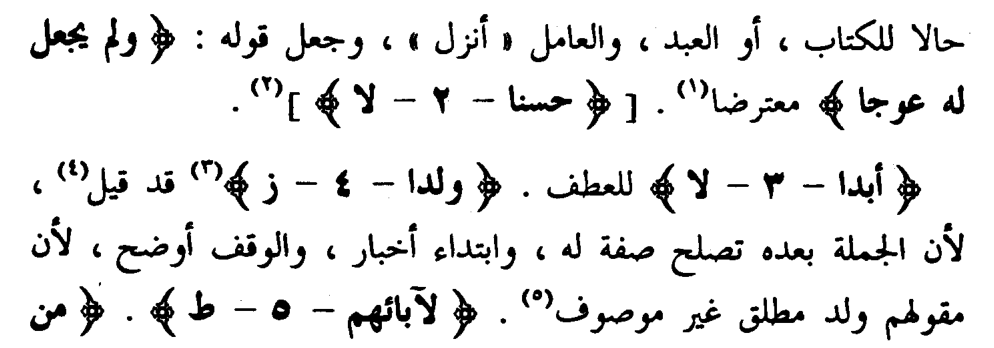 حالا للكتاب ، أو العبد ، والعامل « أنزل » ، وجعل قوله : ﴿ ولم يجعل
له عوجا ﴾ معترضا(١) . [ ﴿ حسنا – ٢ – لا ﴾ ](٢) .
﴿ أبدا – ٣ – لا ﴾ للعطف . ﴿ ولدا – ٤ – ز ﴾(٣) قد قيل(٤) ،
لأن الجملة بعده تصلح صفة له ، وابتداء أخبار ، والوقف أوضح ، لأن
مقولهم ولد مطلق غير موصوف(٥) . ﴿ لآبائهم – ٥ – ط ﴾ . ﴿ من